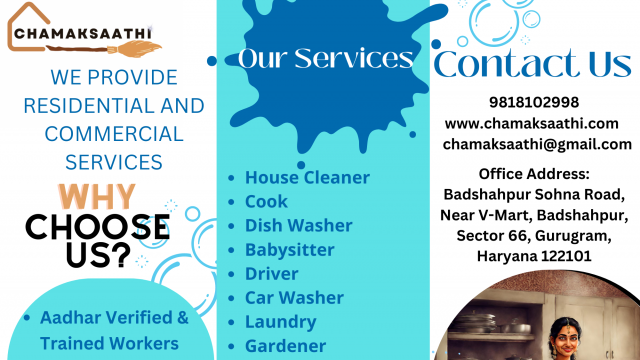 CHAMAKSAATHI
WE PROVIDE
RESIDENTIAL AND
COMMERCIAL
SERVICES
WHY
CHOOSE
US?
• Aadhar Verified &
Trained Workers
Our Services
• House Cleaner
• Cook
• Dish Washer
• Babysitter
• Driver
• Car Washer
• Laundry
• Gardener
Contact Us
9818102998
www.chamaksaathi.com
chamaksaathi@gmail.com
Office Address:
Badshahpur Sohna Road,
Near V-Mart, Badshahpur,
Sector 66, Gurugram,
Haryana 122101